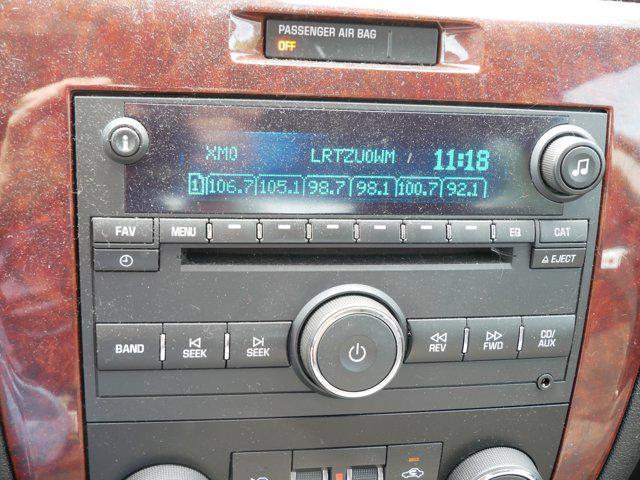 PASSENGER AIR BAG
OFF
XM0 LRTZU0WM 11:18
1 106.7 105.1 98.7 98.1 100.7 92.1
FAV MENU EQ CAT
EJECT
BAND SEEK SEEK REV FWD CD/AUX